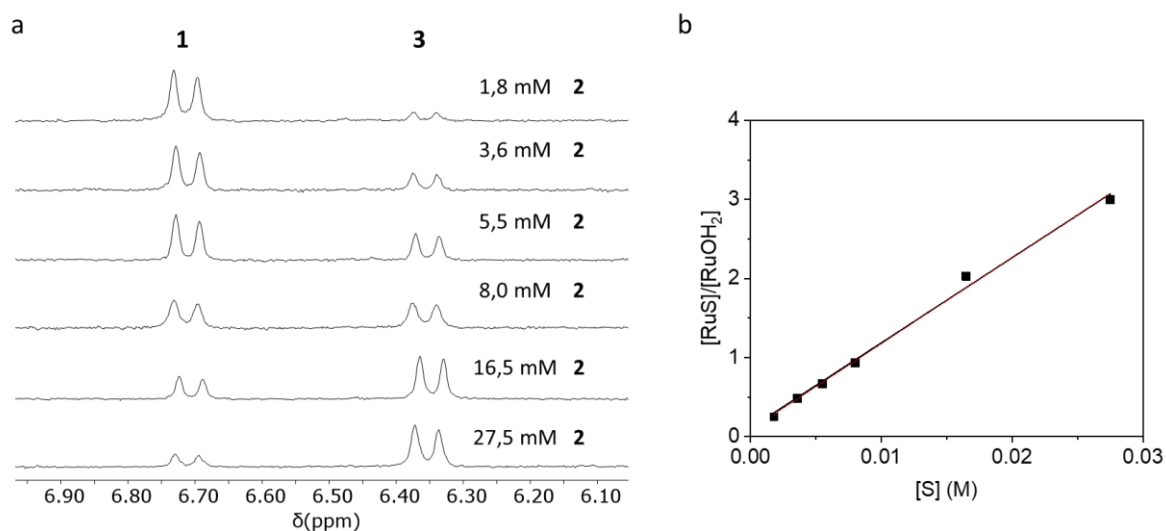 a
1 3
1,8 mM 2
3,6 mM 2
5,5 mM 2
8,0 mM 2
16,5 mM 2
27,5 mM 2
6.90 6.80 6.70 6.60 6.50 6.40 6.30 6.20 6.10
δ(ppm)
b
[RuS]/[RuOH₂]
4
3
2
1
0
0.00 0.01 0.02 0.03
[S] (M)